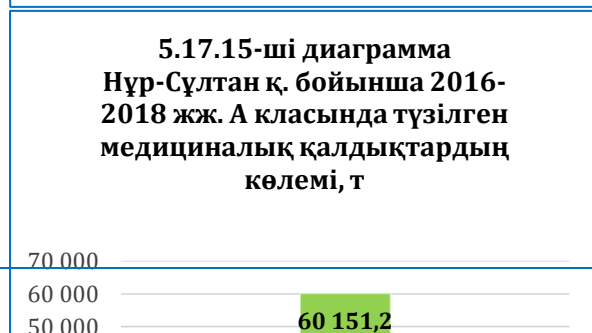 5.17.15-ші диаграмма
Нұр-Сұлтан қ. бойынша 2016-
2018 жж. А класында түзілген
медициналық қалдықтардың
көлемі, т
70 000
60 000
60 151,2
50 000